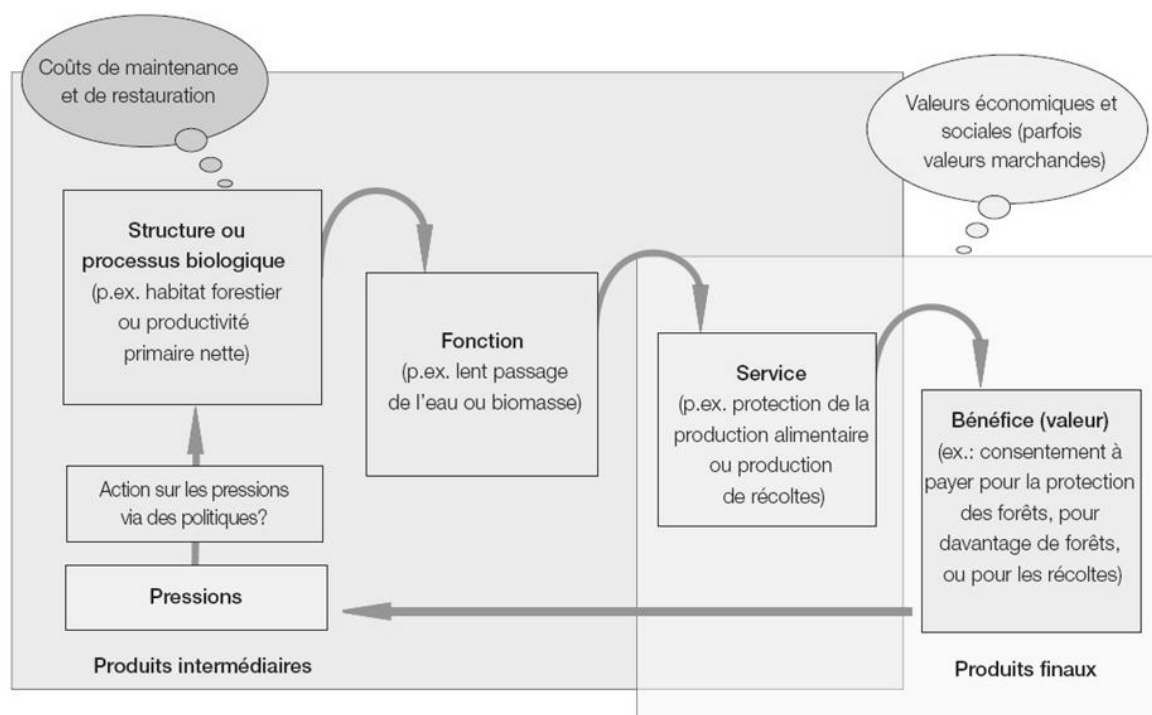 Coûts de maintenance
et de restauration
Valeurs économiques et
sociales (parfois
valeurs marchandes)
Structure ou
processus biologique
(p.ex. habitat forestier
ou productivité
primaire nette)
Fonction
(p.ex. lent passage
de l'eau ou biomasse)
Service
(p.ex. protection de la
production alimentaire
ou production
de récoltes)
Bénéfice (valeur)
(ex.: consentement à
payer pour la protection
des forêts, pour
davantage de forêts,
ou pour les récoltes)
Action sur les pressions
via des politiques?
Pressions
Produits intermédiaires
Produits finaux